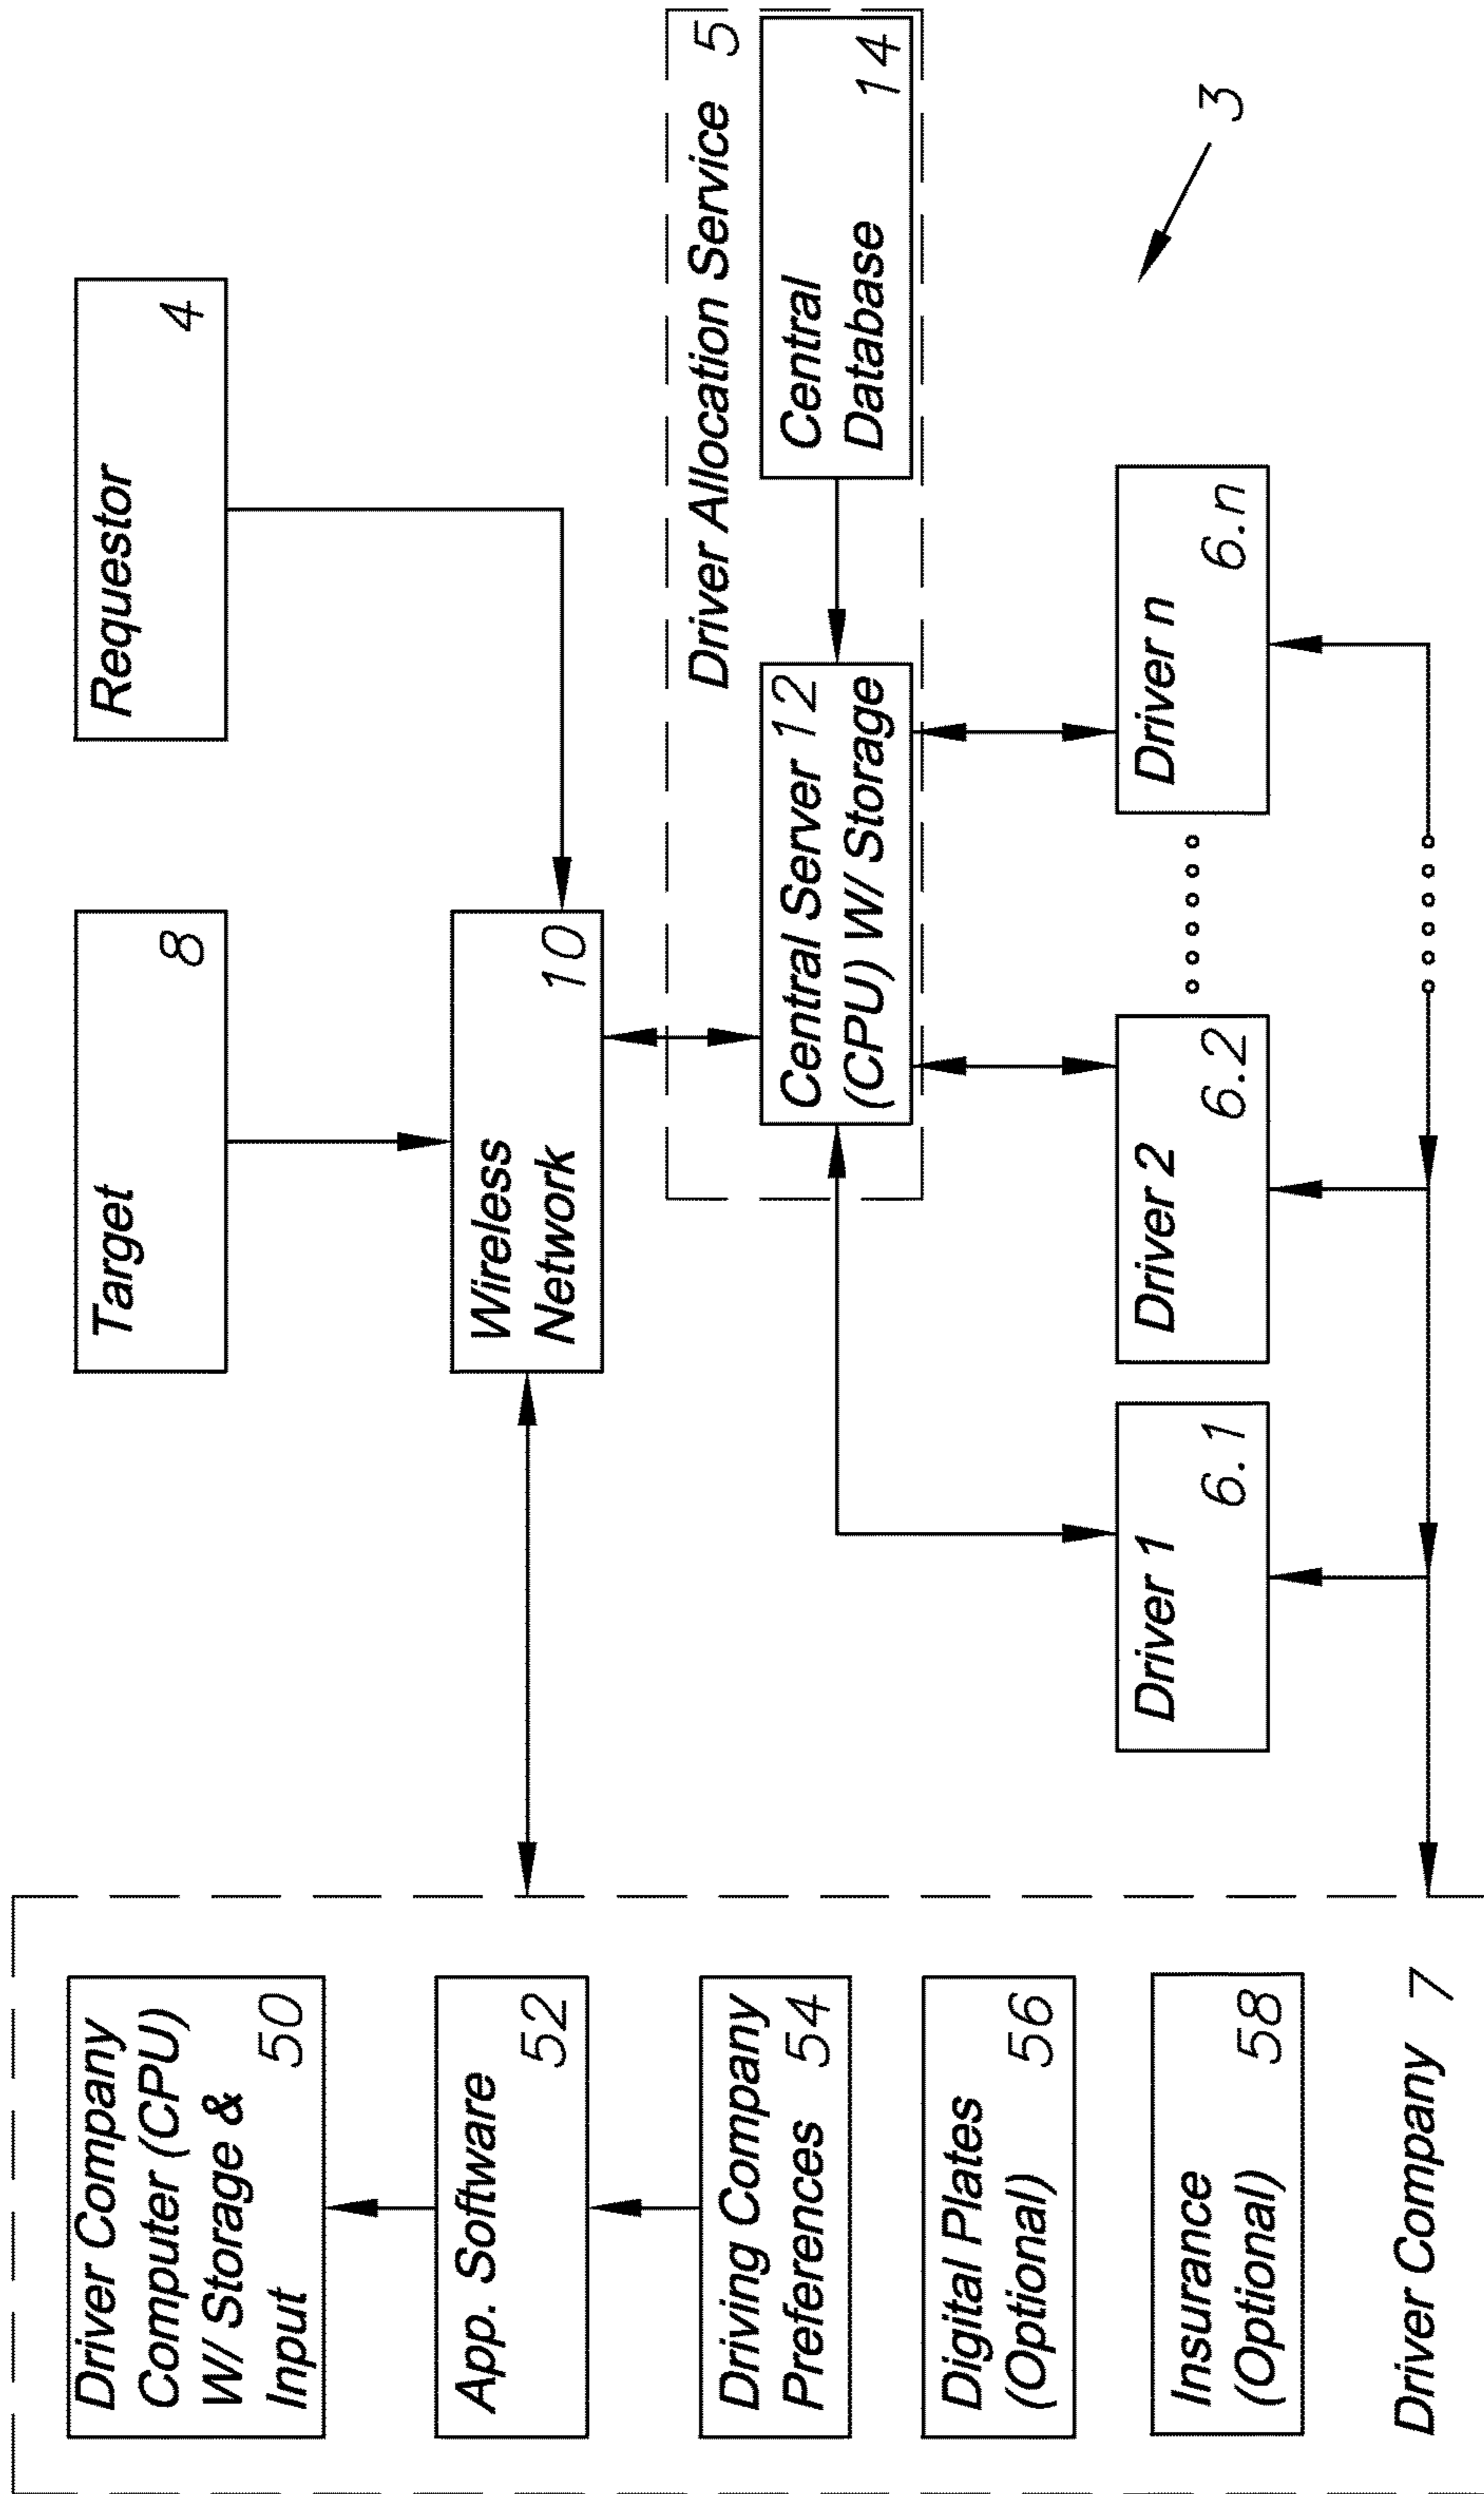 Driver Company
Computer (CPU)
W/ Storage &
Input 50
App. Software
52
Driving Company
Preferences 54
Digital Plates
(Optional) 56
Insurance
(Optional) 58
Driver Company 7
Target
8
Requestor
4
Wireless
Network 10
Driver Allocation Service 5
Central Server 12
(CPU) W/ Storage
Central
Database 14
Driver 1
6.1
Driver 2
6.2
Driver n
6.n
3